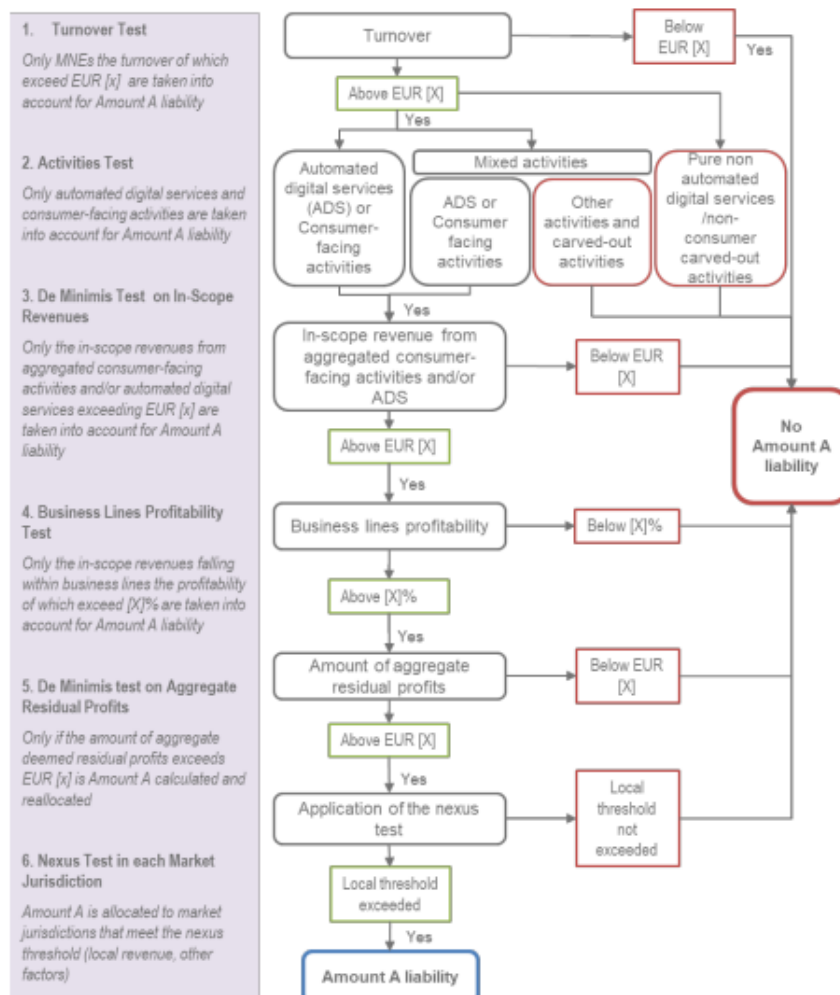 1. Turnover Test
Only MNEs the turnover of which
exceed EUR [x] are taken into
account for Amount A liability
2. Activities Test
Only automated digital services and
consumer-facing activities are taken
into account for Amount A liability
3. De Minimis Test on In-Scope
Revenues
Only the in-scope revenues from
aggregated consumer-facing
activities and/or automated digital
services exceeding EUR [x] are
taken into account for Amount A
liability
4. Business Lines Profitability
Test
Only the in-scope revenues falling
within business lines the profitability
of which exceed [X]% are taken into
account for Amount A liability
5. De Minimis test on Aggregate
Residual Profits
Only if the amount of aggregate
deemed residual profits exceeds
EUR [x] is Amount A calculated and
reallocated
6. Nexus Test in each Market
Jurisdiction
Amount A is allocated to market
jurisdictions that meet the nexus
threshold (local revenue, other
factors)
Turnover
Below
EUR [X]
Yes
Above EUR [X]
Yes
Automated
digital services
(ADS) or
Consumer-
facing
activities
Mixed activities
ADS or
Consumer
facing
activities
Other
activities and
carved-out
activities
Pure non
automated
digital services
/non-
consumer
carved-out
activities
Yes
In-scope revenue from
aggregated consumer-
facing activities and/or
ADS
Below EUR
[X]
Above EUR [X]
Yes
No
Amount A
liability
Business lines profitability
Below [X]%
Above [X]%
Yes
Amount of aggregate
residual profits
Below EUR
[X]
Above EUR [X]
Yes
Application of the nexus
test
Local
threshold
not
exceeded
Local threshold
exceeded
Yes
Amount A liability